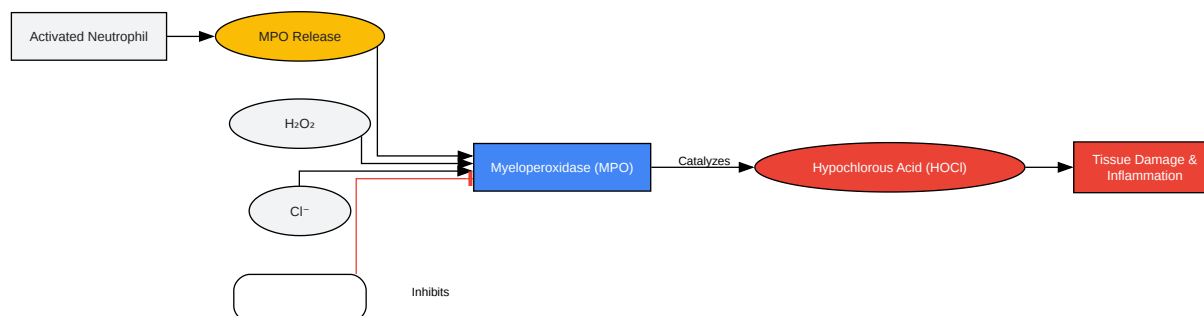 Activated Neutrophil
MPO Release
H₂O₂
Cl⁻
Myeloperoxidase (MPO)
Catalyzes
Hypochlorous Acid (HOCl)
Tissue Damage &
Inflammation
Inhibits